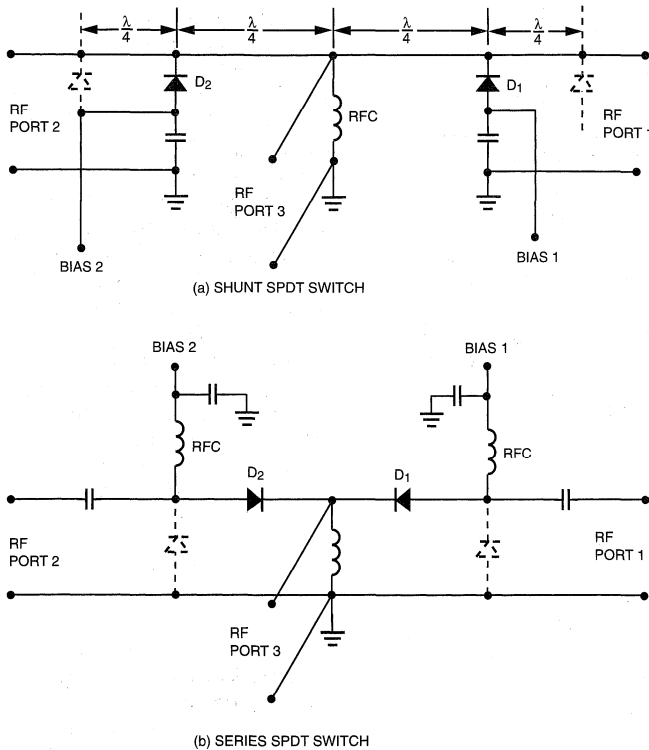 λ/4 λ/4 λ/4 λ/4
D2 D1
RF
PORT 2
RFC
RF
PORT 1
RF
PORT 3
BIAS 2
BIAS 1
(a) SHUNT SPDT SWITCH
BIAS 2 BIAS 1
RFC RFC
D2 D1
RF
PORT 2
RF
PORT 1
RF
PORT 3
(b) SERIES SPDT SWITCH